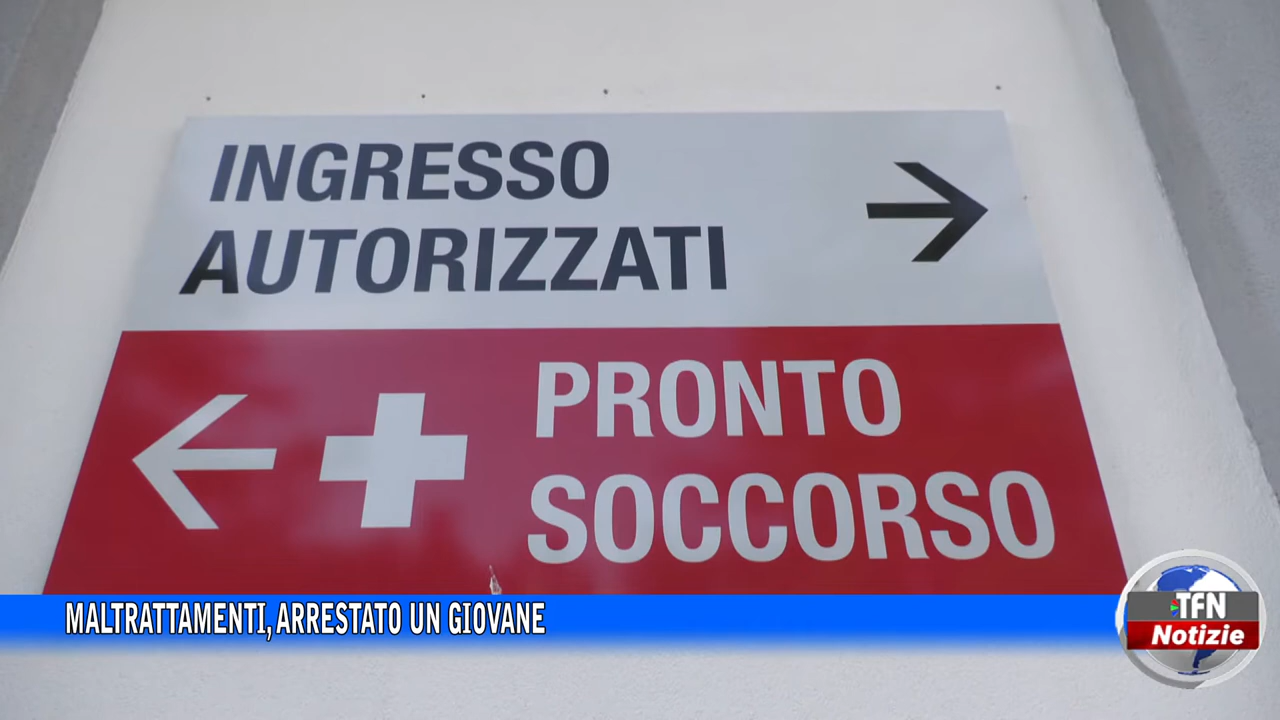 INGRESSO
AUTORIZZATI
PRONTO
SOCCORSO
MALTRATTAMENTI, ARRESTATO UN GIOVANE
TFN
Notizie